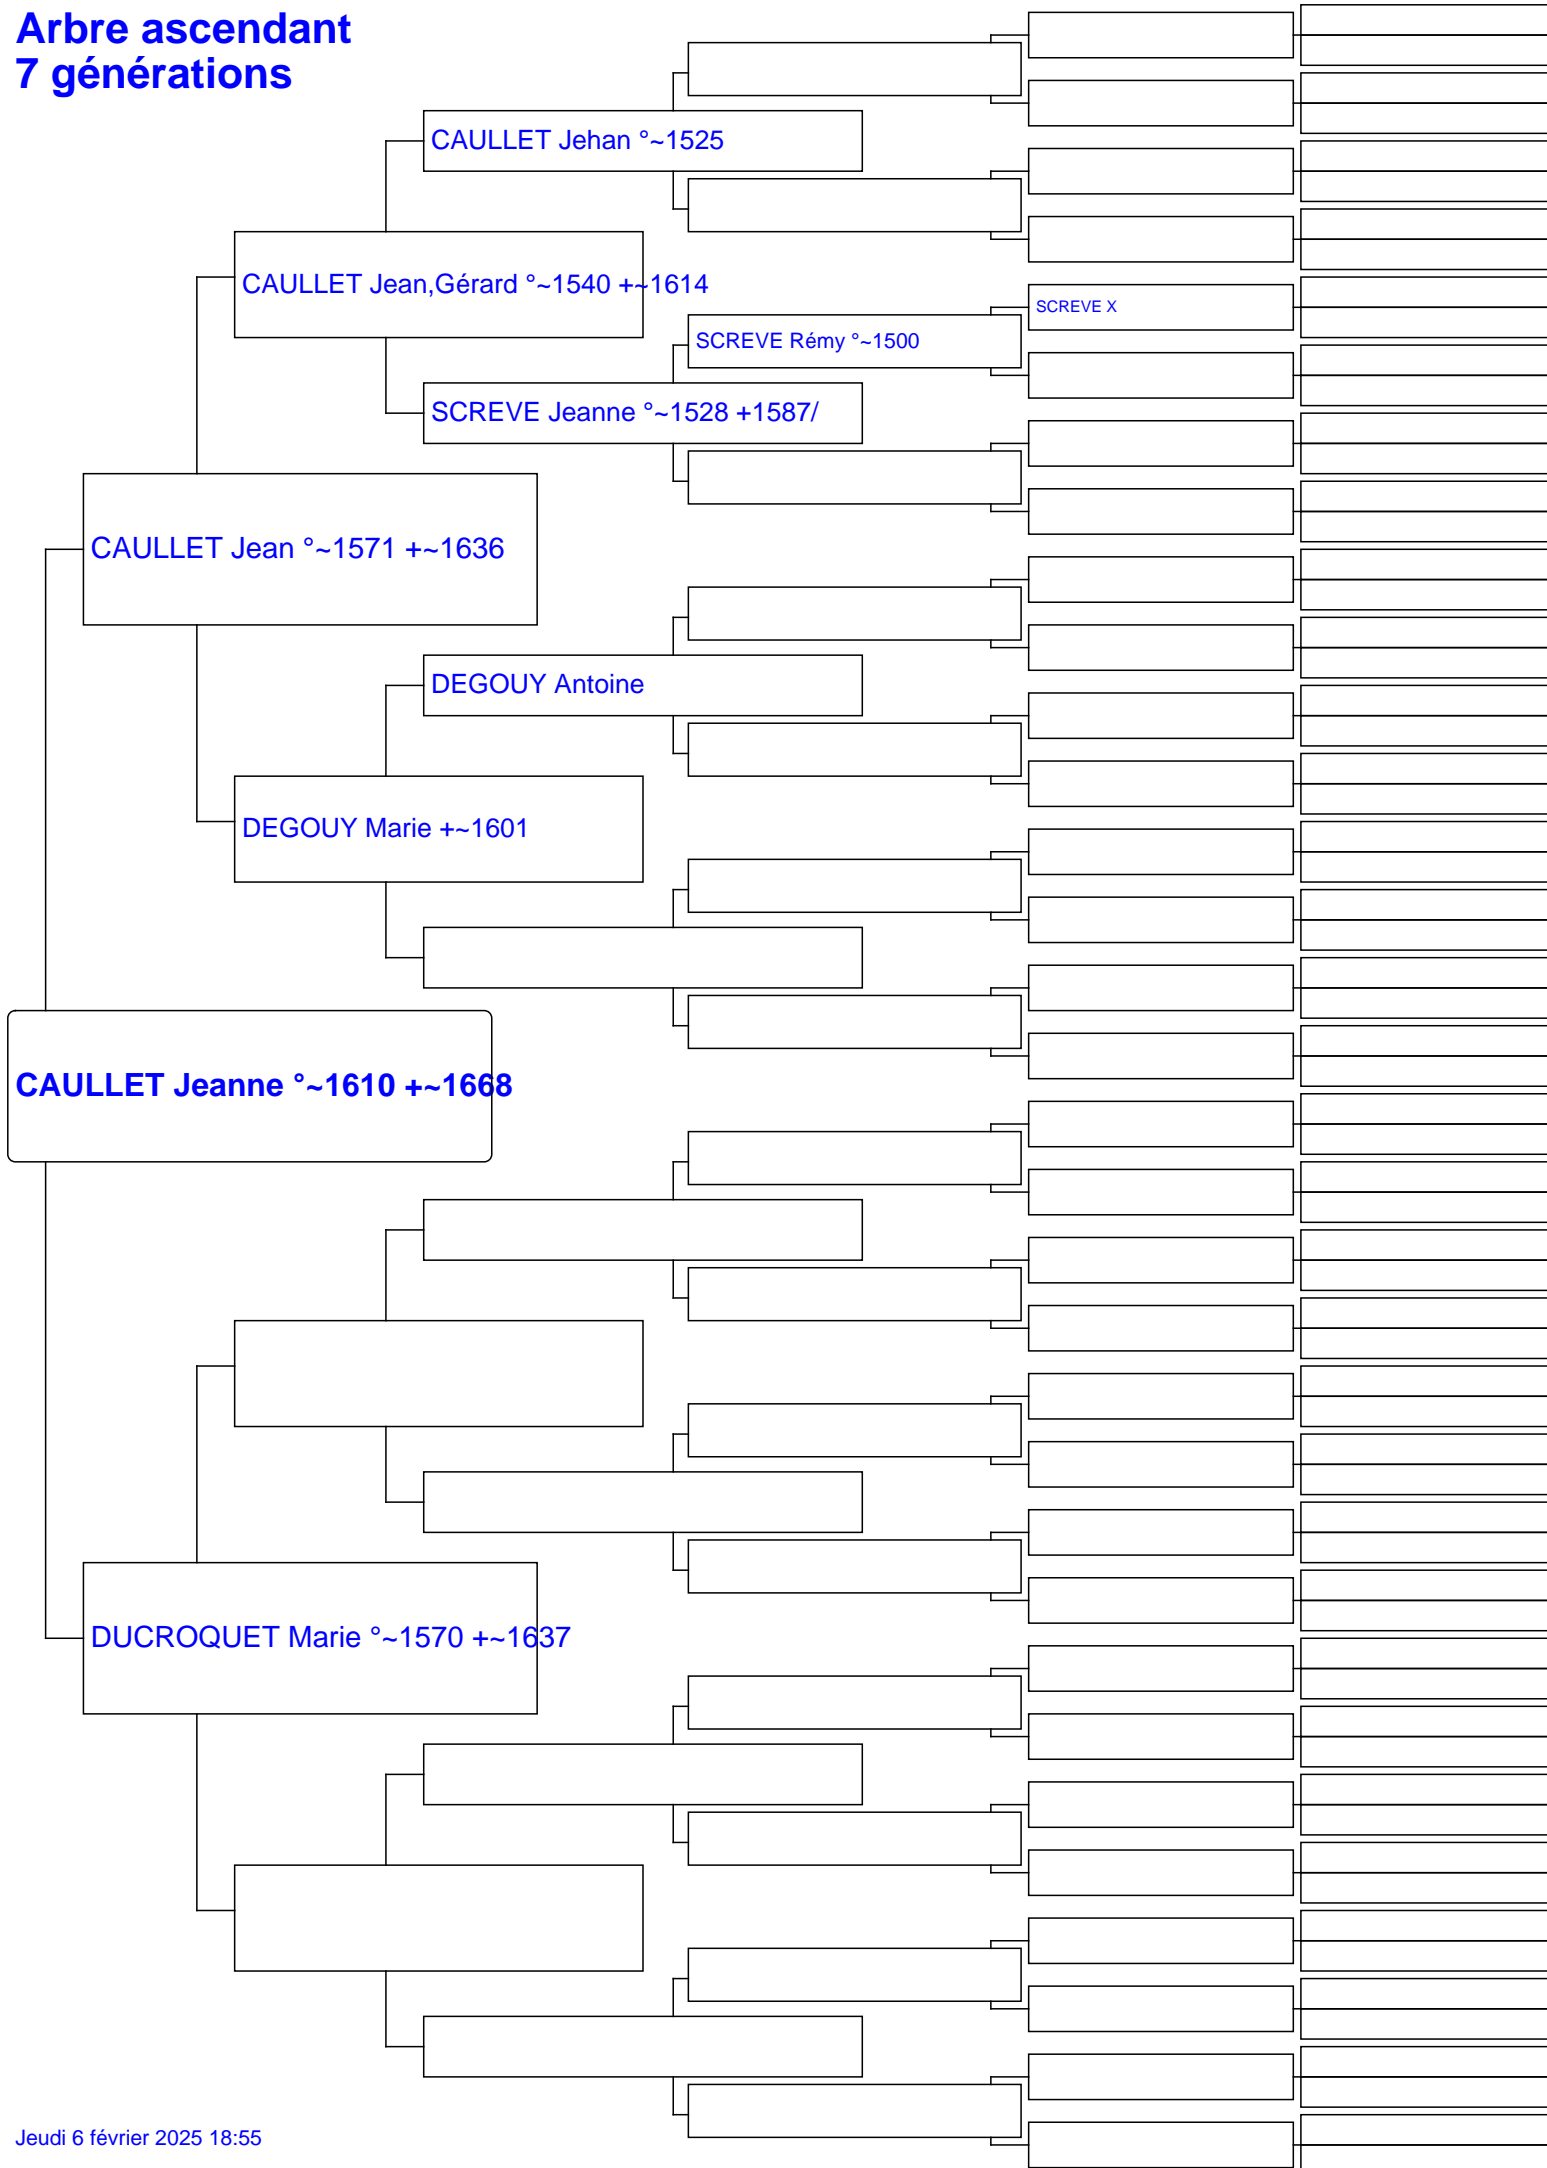 Arbre ascendant
7 générations
CAULLET Jehan °~1525
CAULLET Jean,Gérard °~1540 +~1614
SCREVE X
SCREVE Rémy °~1500
SCREVE Jeanne °~1528 +1587/
CAULLET Jean °~1571 +~1636
DEGOUY Antoine
DEGOUY Marie +~1601
CAULLET Jeanne °~1610 +~1668
DUCROQUET Marie °~1570 +~1637
Jeudi 6 février 2025 18:55